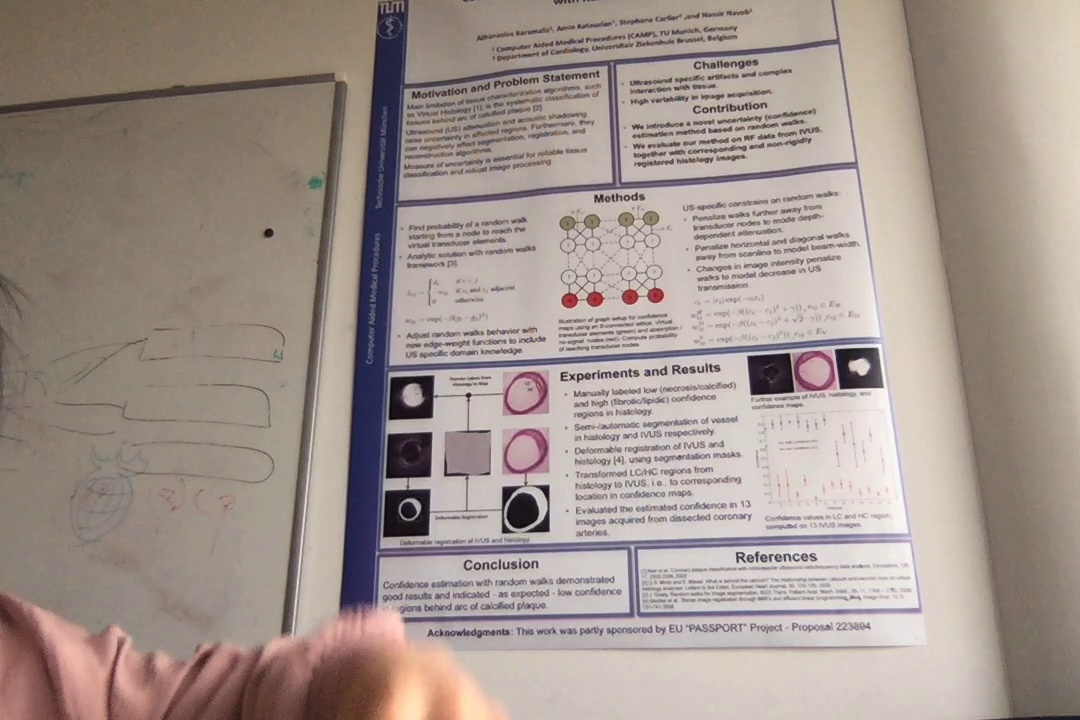 TUM
Athanasios Karamalis¹, Amin Katouzian¹, Stephane Carlier² ,and Nassir Navab¹
¹ Computer Aided Medical Procedures (CAMP), TU Munich, Germany
² Department of Cardiology, Universitair Ziekenhuis Brussel, Belgium
Technische Universität München
Computer Aided Medical Procedures
Motivation and Problem Statement
Main limitation of tissue characterization algorithms, such
as Virtual Histology [1], is the systematic classification of
tissues behind arc of calcified plaque [2].
Ultrasound (US) attenuation and acoustic shadowing
raise uncertainty in affected regions. Furthermore, they
can negatively effect segmentation, registration, and
reconstruction algorithms.
Measure of uncertainty is essential for reliable tissue
classification and robust image processing
Challenges
• Ultrasound specific artifacts and complex
interaction with tissue.
• High variability in image acquisition.
Contribution
• We introduce a novel uncertainty (confidence)
estimation method based on random walks.
• We evaluate our method on RF data from IVUS,
together with corresponding and non-rigidly
registered histology images.
Methods
• Find probability of a random walk
starting from a node to reach the
virtual transducer elements.
• Analytic solution with random walks
framework [3].
if i = j
adjacent
otherwise
• Adjust random walks behavior with
new edge-weight functions to include
US specific domain knowledge
Illustration of graph setup for confidence
maps using an 8-connected lattice. Virtual
transducer elements (green) and absorption /
no-signal nodes (red). Compute probability
of reaching transducer nodes.
US-specific constrains on random walks:
• Penalize walks further away from
transducer nodes to mode depth-
dependent attenuation.
• Penalize horizontal and diagonal walks
away from scanline to model beam-width.
• Changes in image intensity penalize
walks to model decrease in US
transmission.
Experiments and Results
Transfer Labels from
Histology to IVUS
Deformable Registration
Deformable registration of IVUS and histology.
• Manually labeled low (necrosis/calcified)
and high (fibrotic/lipidic) confidence
regions in histology.
• Semi-/automatic segmentation of vessel
in histology and IVUS respectively.
• Deformable registration of IVUS and
histology [4], using segmentation masks.
• Transformed LC/HC regions from
histology to IVUS, i.e., to corresponding
location in confidence maps.
• Evaluated the estimated confidence in 13
images acquired from dissected coronary
arteries.
Further example of IVUS, histology, and
confidence maps.
Confidence values in LC and HC region
computed on 13 IVUS images.
Conclusion
Confidence estimation with random walks demonstrated
good results and indicated - as expected - low confidence
regions behind arc of calcified plaque.
References
Acknowledgments: This work was partly sponsored by EU "PASSPORT" Project - Proposal 223894